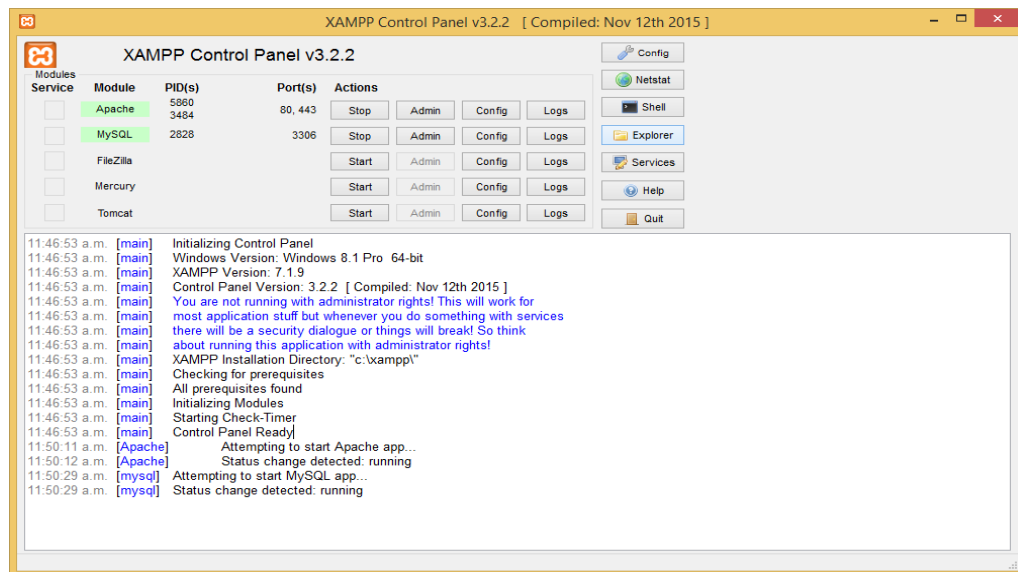 XAMPP Control Panel v3.2.2 [ Compiled: Nov 12th 2015 ]
XAMPP Control Panel v3.2.2
Modules
Service Module PID(s) Port(s) Actions
Apache 5860 3484 80, 443 Stop Admin Config Logs
MySQL 2828 3306 Stop Admin Config Logs
FileZilla Start Admin Config Logs
Mercury Start Admin Config Logs
Tomcat Start Admin Config Logs
Config
Netstat
Shell
Explorer
Services
Help
Quit
11:46:53 a.m. [main] Initializing Control Panel
11:46:53 a.m. [main] Windows Version: Windows 8.1 Pro 64-bit
11:46:53 a.m. [main] XAMPP Version: 7.1.9
11:46:53 a.m. [main] Control Panel Version: 3.2.2 [ Compiled: Nov 12th 2015 ]
11:46:53 a.m. [main] You are not running with administrator rights! This will work for
11:46:53 a.m. [main] most application stuff but whenever you do something with services
11:46:53 a.m. [main] there will be a security dialogue or things will break! So think
11:46:53 a.m. [main] about running this application with administrator rights!
11:46:53 a.m. [main] XAMPP Installation Directory: "c:\xampp\"
11:46:53 a.m. [main] Checking for prerequisites
11:46:53 a.m. [main] All prerequisites found
11:46:53 a.m. [main] Initializing Modules
11:46:53 a.m. [main] Starting Check-Timer
11:46:53 a.m. [main] Control Panel Ready
11:50:11 a.m. [Apache] Attempting to start Apache app...
11:50:12 a.m. [Apache] Status change detected: running
11:50:29 a.m. [mysql] Attempting to start MySQL app...
11:50:29 a.m. [mysql] Status change detected: running